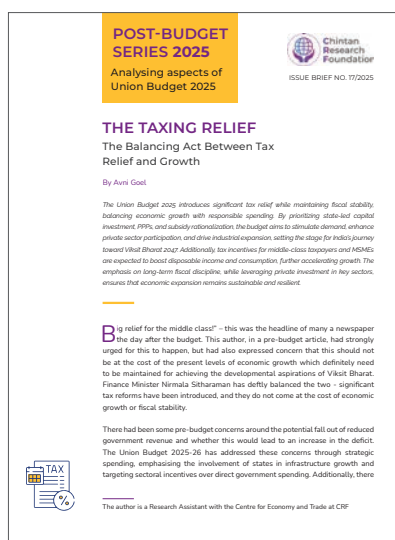 POST-BUDGET
SERIES 2025
Analysing aspects of
Union Budget 2025
Chintan
Research
Foundation
ISSUE BRIEF NO. 17/2025
THE TAXING RELIEF
The Balancing Act Between Tax
Relief and Growth
By Avni Goel
The Union Budget 2025 introduces significant tax relief while maintaining fiscal stability,
balancing economic growth with responsible spending. By prioritizing state-led capital
investment, PPPs, and subsidy rationalization, the budget aims to stimulate demand, enhance
private sector participation, and drive industrial expansion, setting the stage for India's journey
toward Viksit Bharat 2047. Additionally, tax incentives for middle-class taxpayers and MSMEs
are expected to boost disposable income and consumption, further accelerating growth. The
emphasis on long-term fiscal discipline, while leveraging private investment in key sectors,
ensures that economic expansion remains sustainable and resilient.
Big relief for the middle class!" – this was the headline of many a newspaper
the day after the budget. This author, in a pre-budget article, had strongly
urged for this to happen, but had also expressed concern that this should not
be at the cost of the present levels of economic growth which definitely need
to be maintained for achieving the developmental aspirations of Viksit Bharat.
Finance Minister Nirmala Sitharaman has deftly balanced the two - significant
tax reforms have been introduced, and they do not come at the cost of economic
growth or fiscal stability.
There had been some pre-budget concerns around the potential fall out of reduced
government revenue and whether this would lead to an increase in the deficit.
The Union Budget 2025-26 has addressed these concerns through strategic
spending, emphasising the involvement of states in infrastructure growth and
targeting sectoral incentives over direct government spending. Additionally, there
TAX
%
The author is a Research Assistant with the Centre for Economy and Trade at CRF